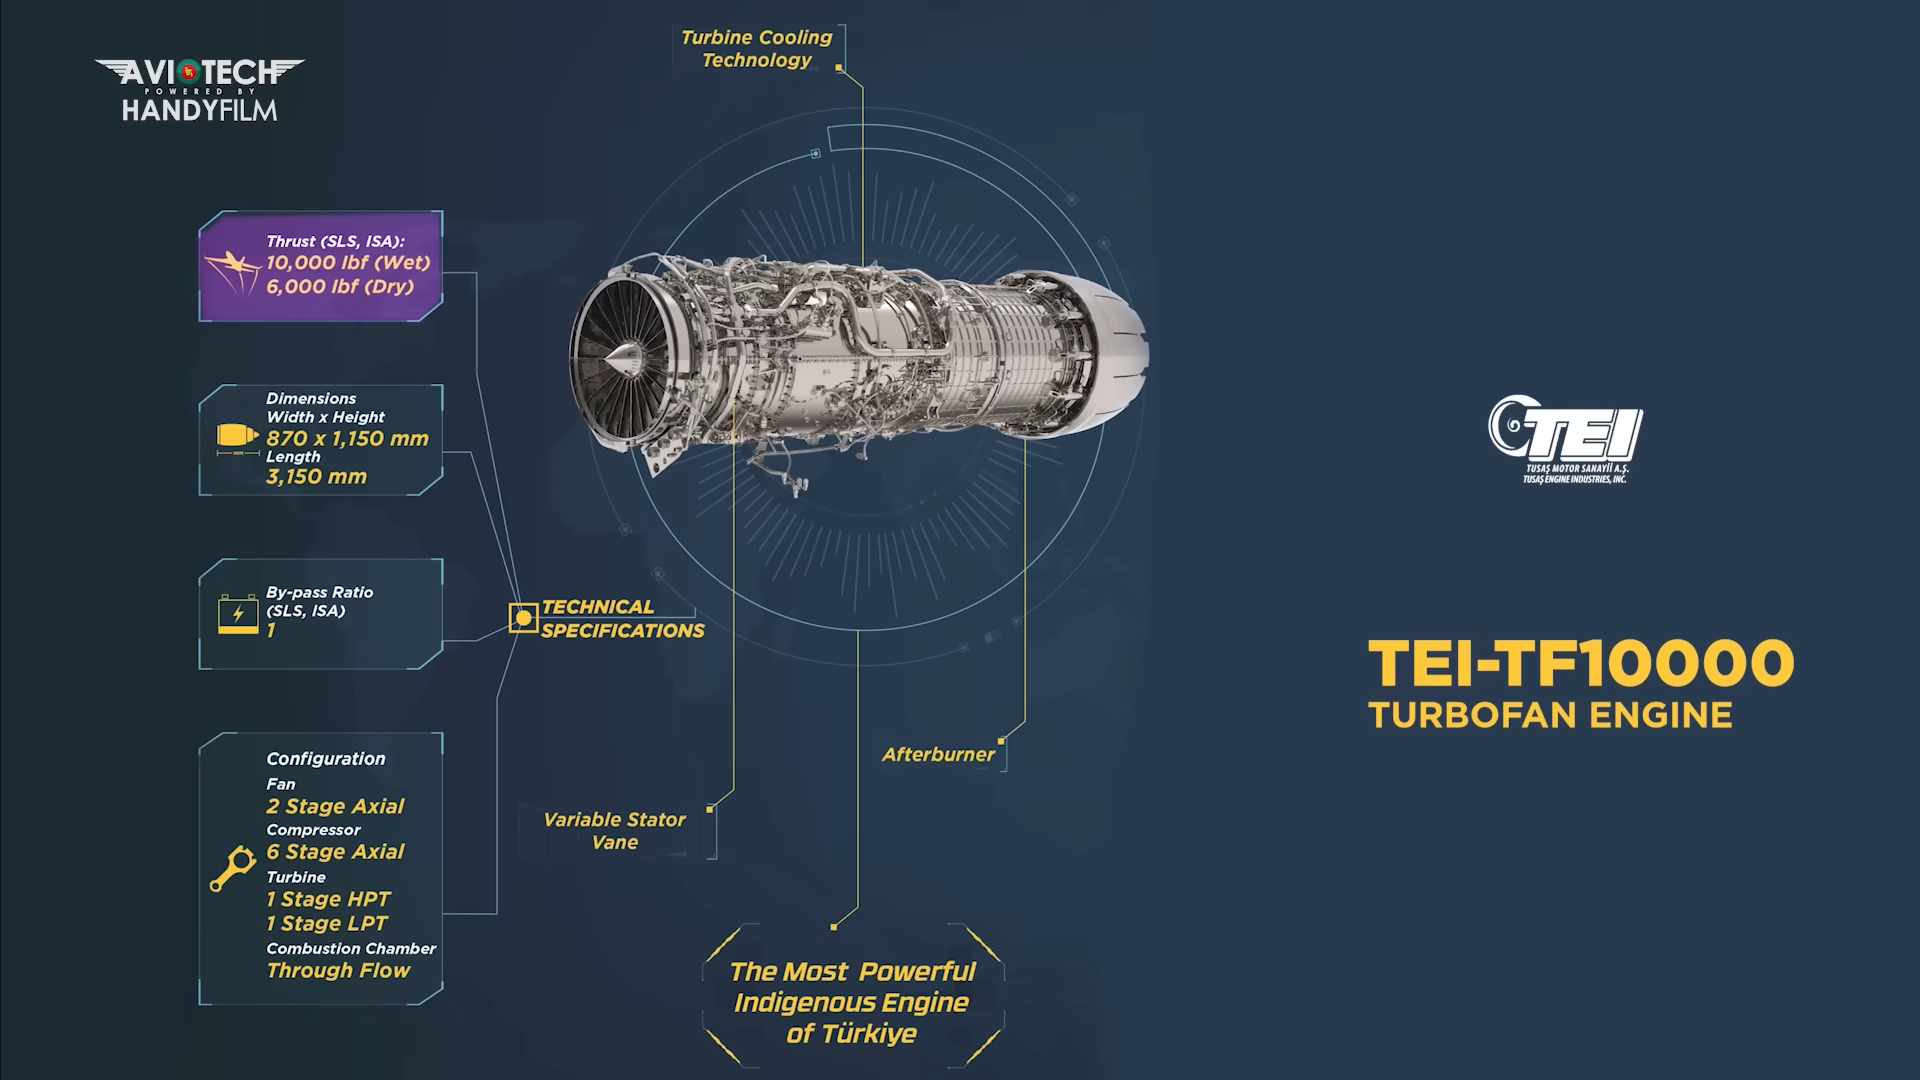 AVIOTECH
POWERED BY
HANDYFILM
Turbine Cooling
Technology
Thrust (SLS, ISA):
10,000 lbf (Wet)
6,000 lbf (Dry)
Dimensions
Width x Height
870 x 1,150 mm
Length
3,150 mm
By-pass Ratio
(SLS, ISA)
1
Configuration
Fan
2 Stage Axial
Compressor
6 Stage Axial
Turbine
1 Stage HPT
1 Stage LPT
Combustion Chamber
Through Flow
TECHNICAL
SPECIFICATIONS
Variable Stator
Vane
Afterburner
The Most Powerful
Indigenous Engine
of Türkiye
TEI
TUSAŞ MOTOR SANAYİİ A.Ş.
TUSAŞ ENGINE INDUSTRIES, INC.
TEI-TF10000
TURBOFAN ENGINE